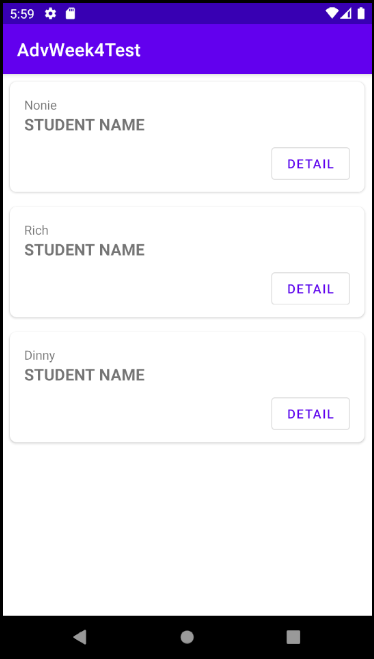 5:59
AdvWeek4Test
Nonie
STUDENT NAME
DETAIL
Rich
STUDENT NAME
DETAIL
Dinny
STUDENT NAME
DETAIL